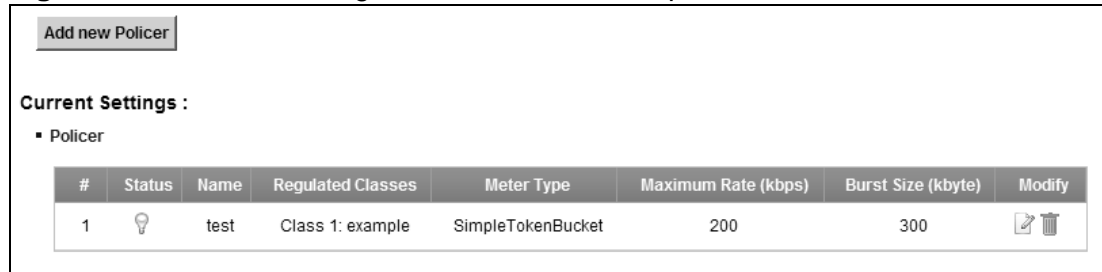 Add new Policer
Current Settings :
▪ Policer
# Status Name Regulated Classes Meter Type Maximum Rate (kbps) Burst Size (kbyte) Modify
1 test Class 1: example SimpleTokenBucket 200 300